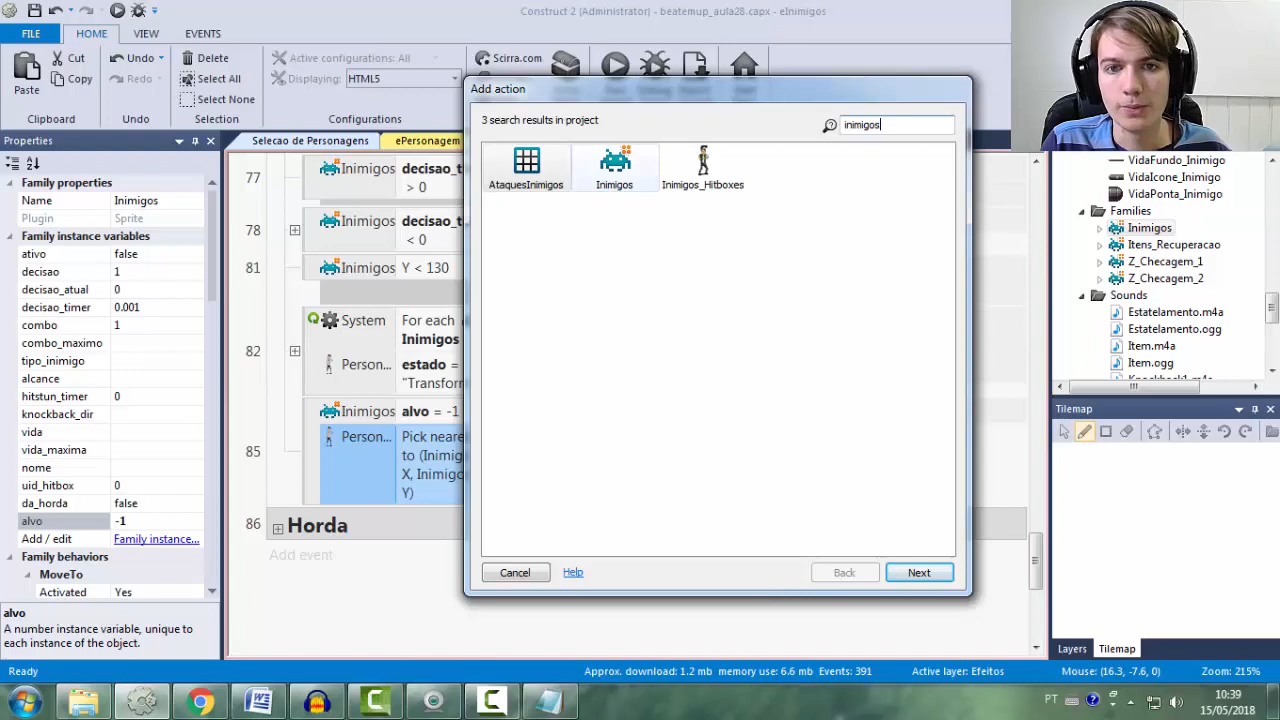 Construct 2 (Administrator) - beatemup_aula28.capx - eInimigos
FILE
HOME
VIEW
EVENTS
Paste
Cut
Copy
Clipboard
Undo
Redo
Undo
Delete
Select All
Select None
Selection
Active configurations: All
Displaying:
HTML5
Configurations
Scirra.com
Properties
Family properties
Name Inimigos
Plugin Sprite
Family instance variables
ativo false
decisao 1
decisao_atual 0
decisao_timer 0.001
combo 1
combo_maximo
tipo_inimigo
alcance
hitstun_timer 0
knockback_dir
vida
vida_maxima
nome
uid_hitbox 0
da_horda false
alvo -1
Add / edit Family instance...
Family behaviors
MoveTo
Activated Yes
alvo
A number instance variable, unique to
each instance of the object.
Selecao de Personagens
ePersonagem
77 Inimigos decisao_t
> 0
78 Inimigos decisao_t
< 0
81 Inimigos Y < 130
82 System For each
Inimigos
Person... estado =
"Transforr
85 Inimigos alvo = -1
Person... Pick neare
to (Inimig
X, Inimigo
Y)
86 Horda
Add event
Add action
3 search results in project
inimigos
AtaquesInimigos
Inimigos
Inimigos_Hitboxes
Cancel
Help
Back
Next
VidaFundo_Inimigo
VidaIcone_Inimigo
VidaPonta_Inimigo
Families
Inimigos
Itens_Recuperacao
Z_Checagem_1
Z_Checagem_2
Sounds
Estatelamento.m4a
Estatelamento.ogg
Item.m4a
Item.ogg
Knockback1.m4a
Tilemap
Layers
Tilemap
Ready
Approx. download: 1.2 mb memory use: 6.6 mb Events: 391
Active layer: Efeitos
Mouse: (16.3, -7.6, 0)
Zoom: 215%
PT
10:39
15/05/2018